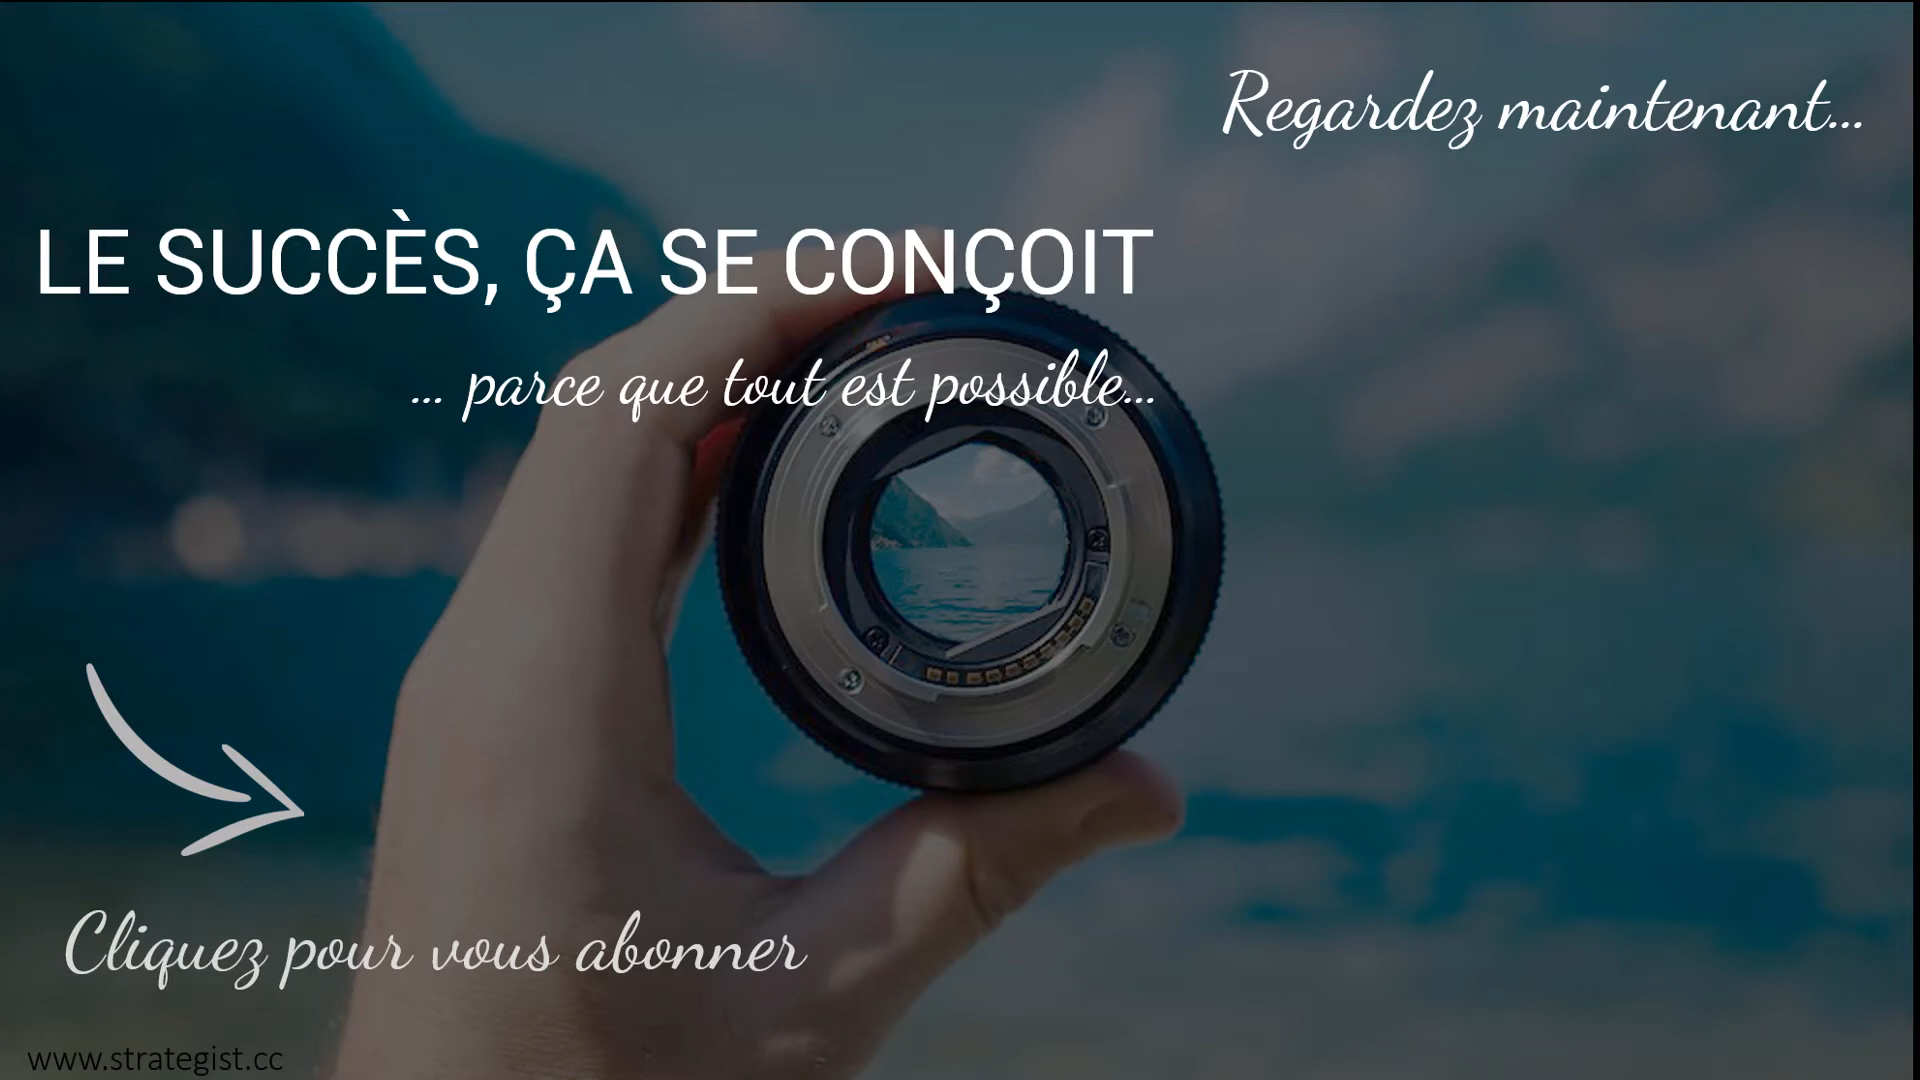 Regardez maintenant...
LE SUCCÈS, ÇA SE CONÇOIT
... parce que tout est possible...
Cliquez pour vous abonner
www.strategist.cc